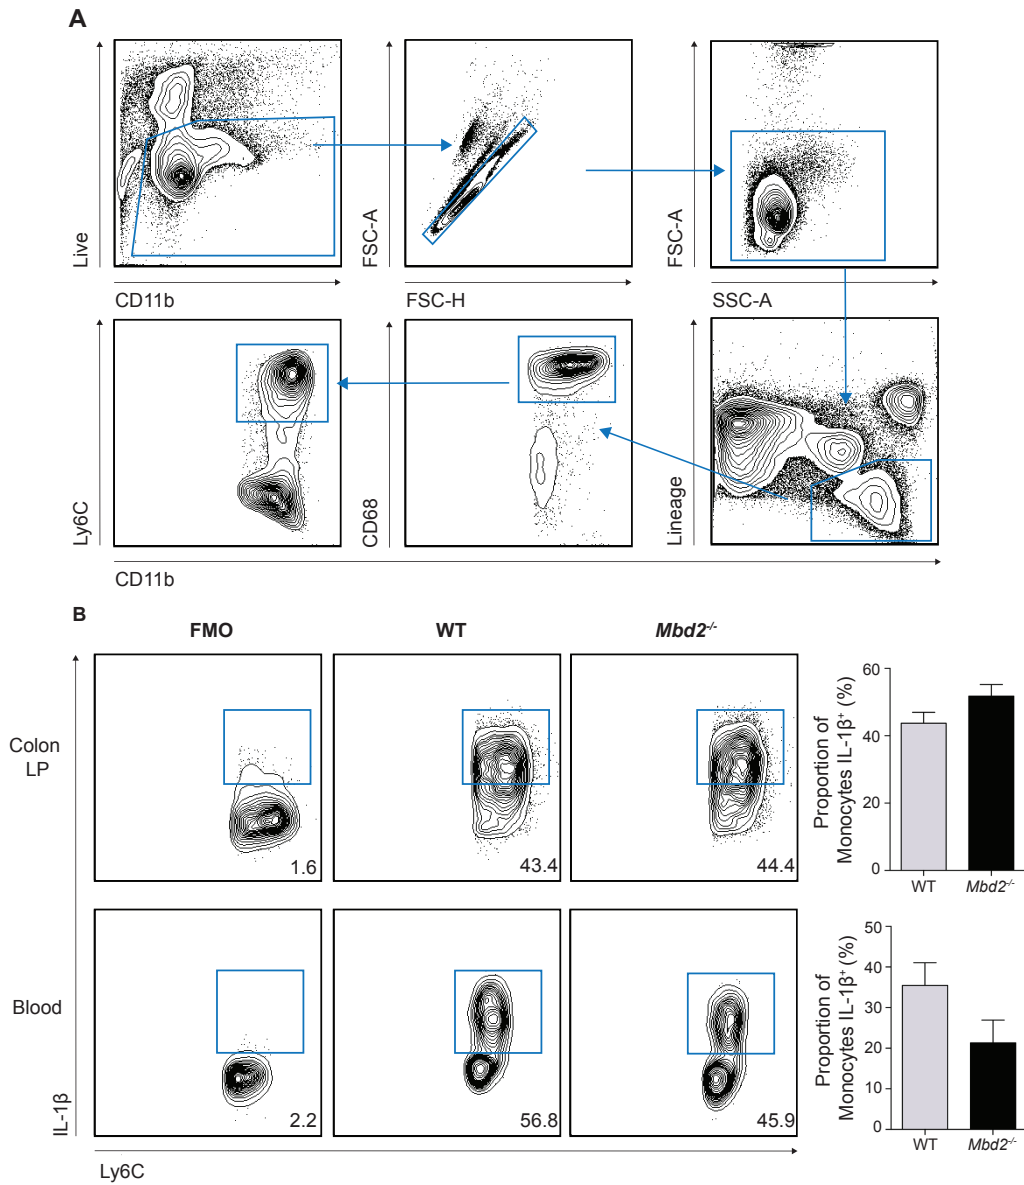 A
Live
CD11b
FSC-A
FSC-H
FSC-A
SSC-A
Ly6C
CD68
Lineage
CD11b
B
FMO
WT
Mbd2-/-
Colon
LP
1.6
43.4
44.4
Proportion of
Monocytes IL-1β+ (%)
60
40
20
0
WT
Mbd2-/-
Blood
2.2
56.8
45.9
IL-1β
Ly6C
Proportion of
Monocytes IL-1β+ (%)
50
40
30
20
10
0
WT
Mbd2-/-